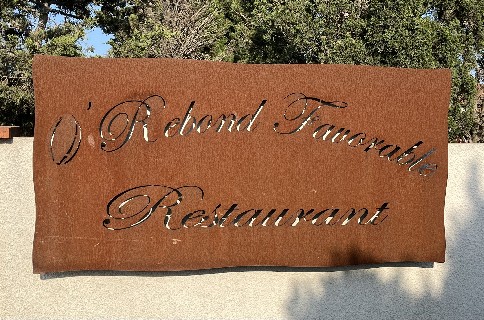 O' Rebond Favorable
Restaurant